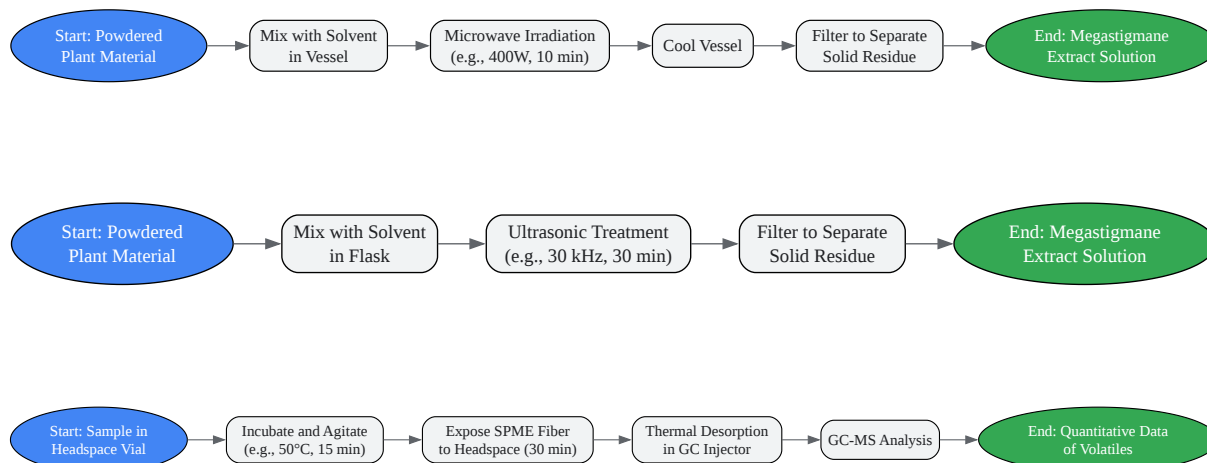 Start: Powdered
Plant Material
Mix with Solvent
in Vessel
Microwave Irradiation
(e.g., 400W, 10 min)
Cool Vessel
Filter to Separate
Solid Residue
End: Megastigmane
Extract Solution
Start: Powdered
Plant Material
Mix with Solvent
in Flask
Ultrasonic Treatment
(e.g., 30 kHz, 30 min)
Filter to Separate
Solid Residue
End: Megastigmane
Extract Solution
Start: Sample in
Headspace Vial
Incubate and Agitate
(e.g., 50°C, 15 min)
Expose SPME Fiber
to Headspace (30 min)
Thermal Desorption
in GC Injector
GC-MS Analysis
End: Quantitative Data
of Volatiles